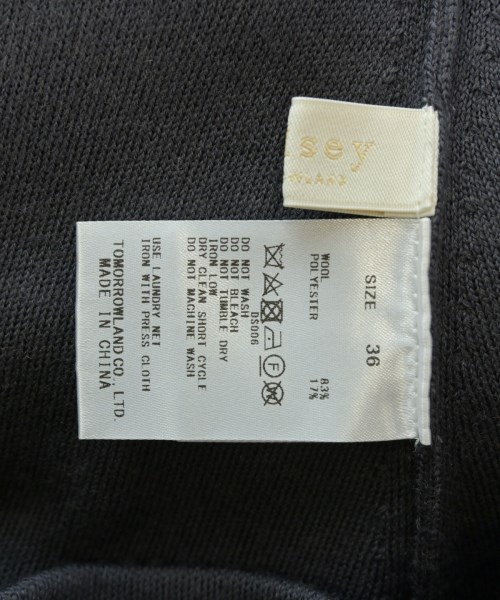 sey
SIZE 36
WOOL 83%
POLYESTER 17%
DS006
DO NOT WASH
DO NOT BLEACH
DO NOT TUMBLE DRY
IRON LOW
DRY CLEAN SHORT CYCLE
DO NOT MACHINE WASH
USE LAUNDRY NET
IRON WITH PRESS CLOTH
TOMORROWLAND CO., LTD.
MADE IN CHINA